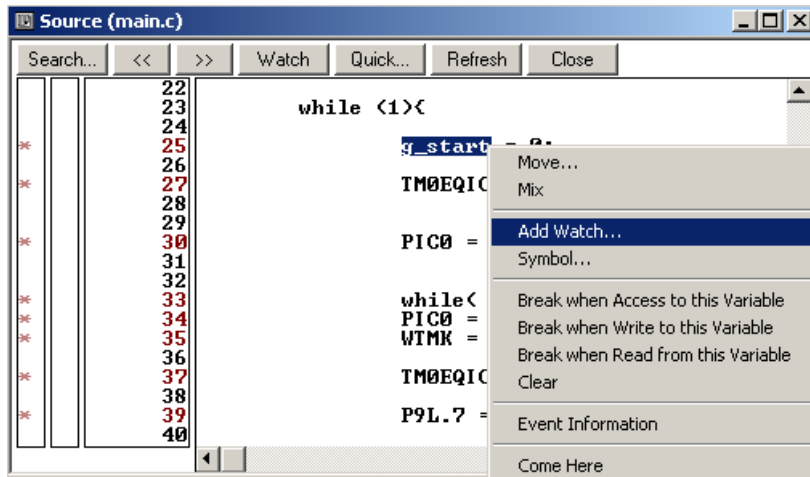 Source (main.c)
Search... << >> Watch Quick... Refresh Close
22
23 while (1){
24
25 g_start = 0;
26
27 TM0EQIC
28
29
30 PIC0 =
31
32
33 while(
34 PIC0 =
35 WTMK =
36
37 TM0EQIC
38
39 P9L.7 =
40
Move...
Mix
Add Watch...
Symbol...
Break when Access to this Variable
Break when Write to this Variable
Break when Read from this Variable
Clear
Event Information
Come Here